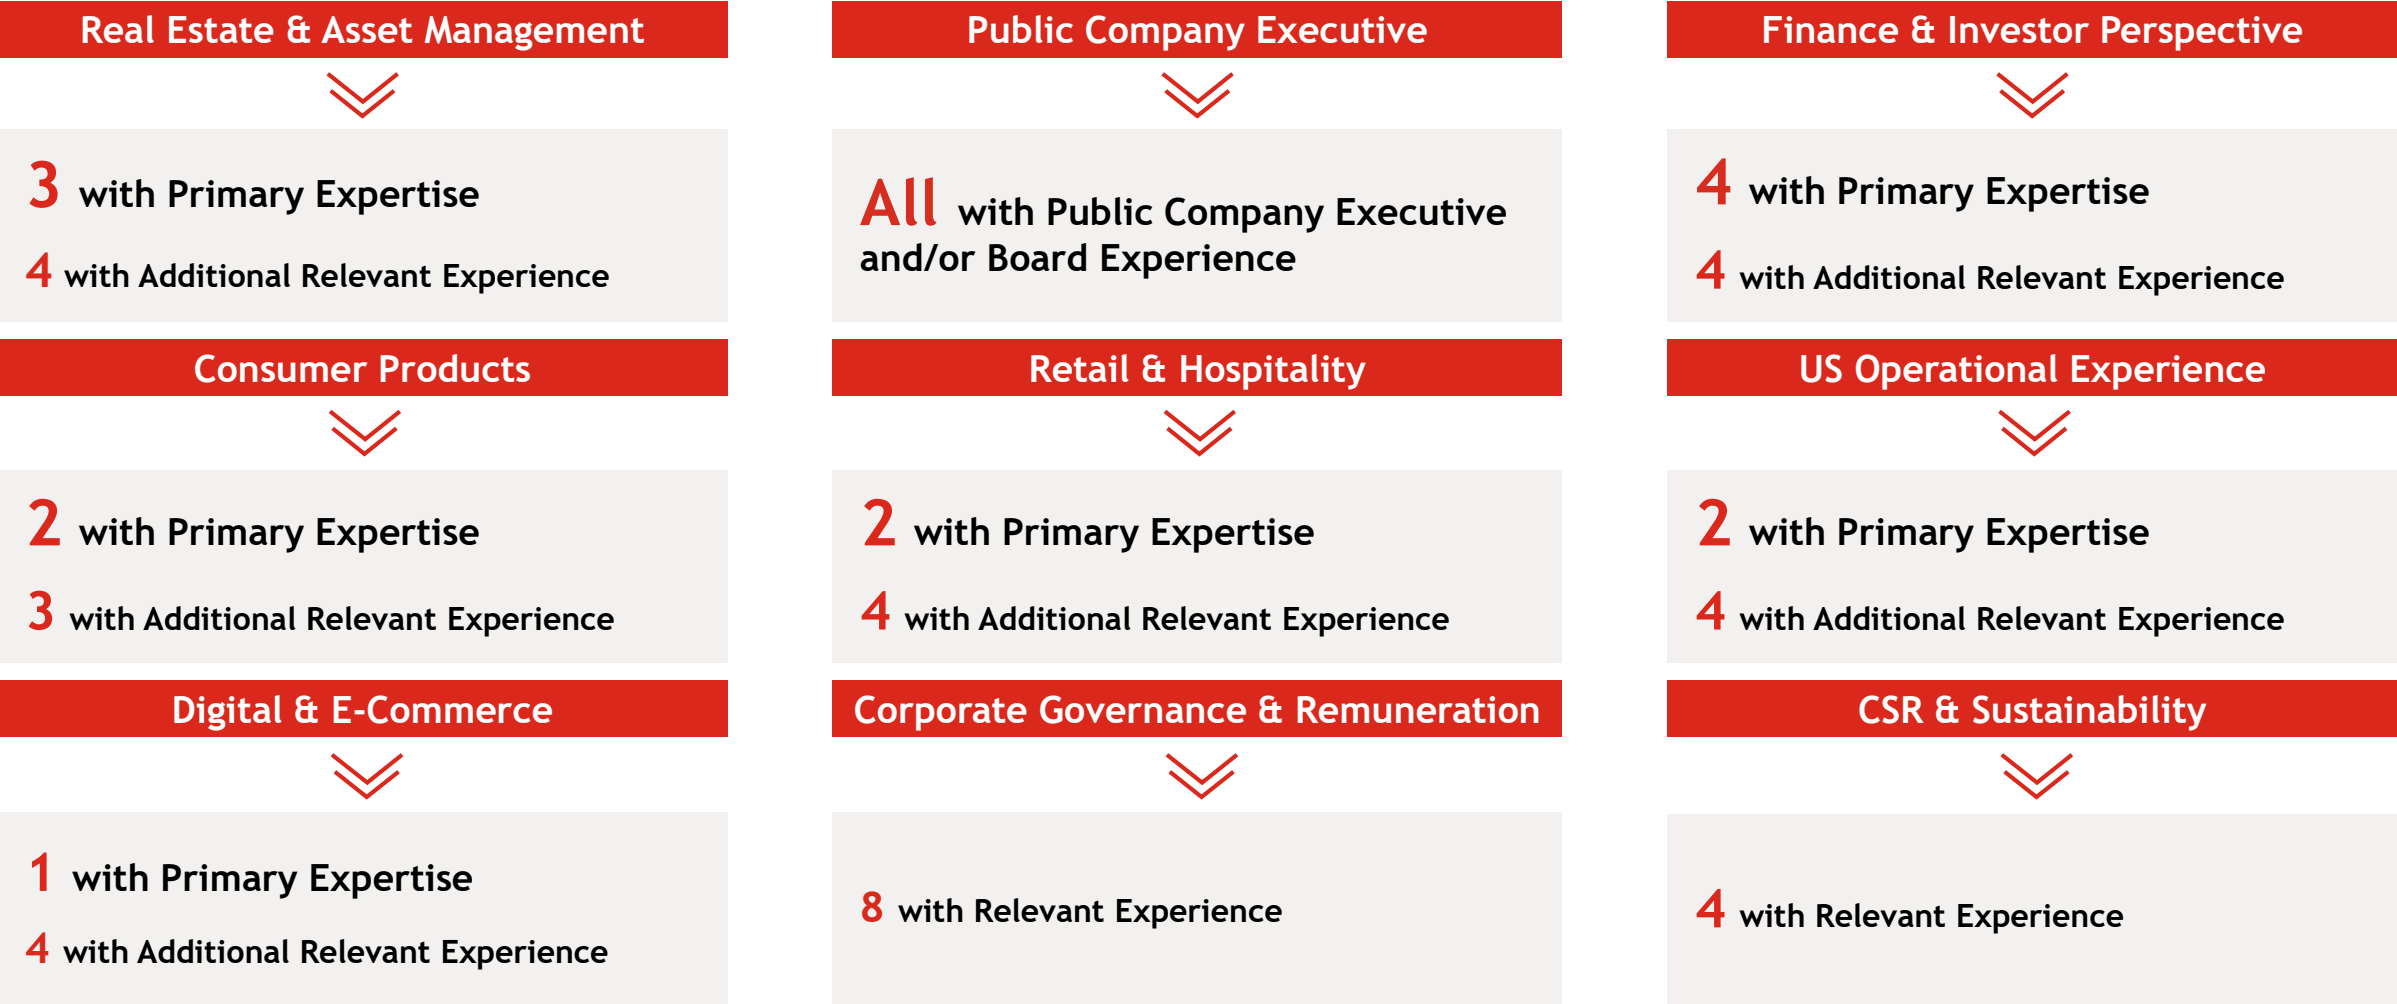 Real Estate & Asset Management
3 with Primary Expertise
4 with Additional Relevant Experience
Public Company Executive
All with Public Company Executive
and/or Board Experience
Finance & Investor Perspective
4 with Primary Expertise
4 with Additional Relevant Experience
Consumer Products
2 with Primary Expertise
3 with Additional Relevant Experience
Retail & Hospitality
2 with Primary Expertise
4 with Additional Relevant Experience
US Operational Experience
2 with Primary Expertise
4 with Additional Relevant Experience
Digital & E-Commerce
1 with Primary Expertise
4 with Additional Relevant Experience
Corporate Governance & Remuneration
8 with Relevant Experience
CSR & Sustainability
4 with Relevant Experience